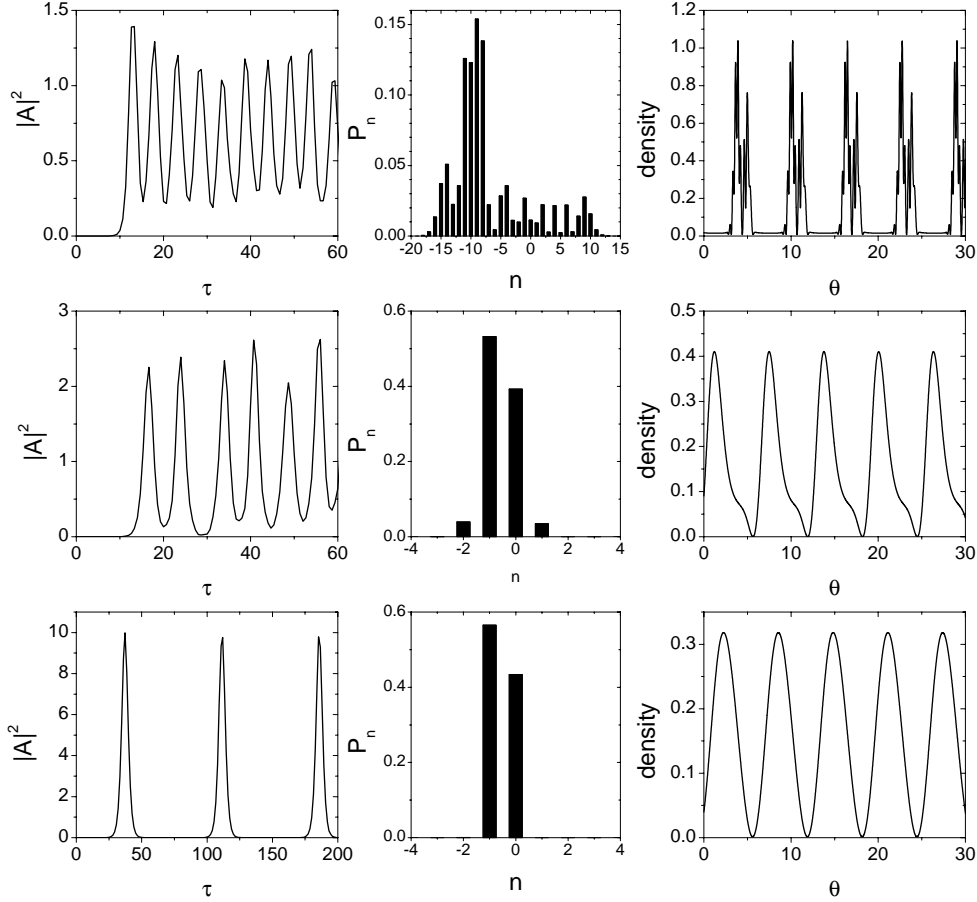 1.5
1.0
0.5
0.0
|A|²
0 20 40 60
τ
0.15
0.10
0.05
0.00
Pₙ
-20 -15 -10 -5 0 5 10 15
n
1.2
1.0
0.8
0.6
0.4
0.2
0.0
density
0 10 20 30
θ
3
2
1
0
|A|²
0 20 40 60
τ
0.6
0.4
0.2
0.0
Pₙ
-4 -2 0 2 4
n
0.5
0.4
0.3
0.2
0.1
0.0
density
0 10 20 30
θ
10
8
6
4
2
0
|A|²
0 50 100 150 200
τ
0.6
0.4
0.2
0.0
Pₙ
-4 -2 0 2 4
n
0.3
0.2
0.1
0.0
density
0 10 20 30
θ